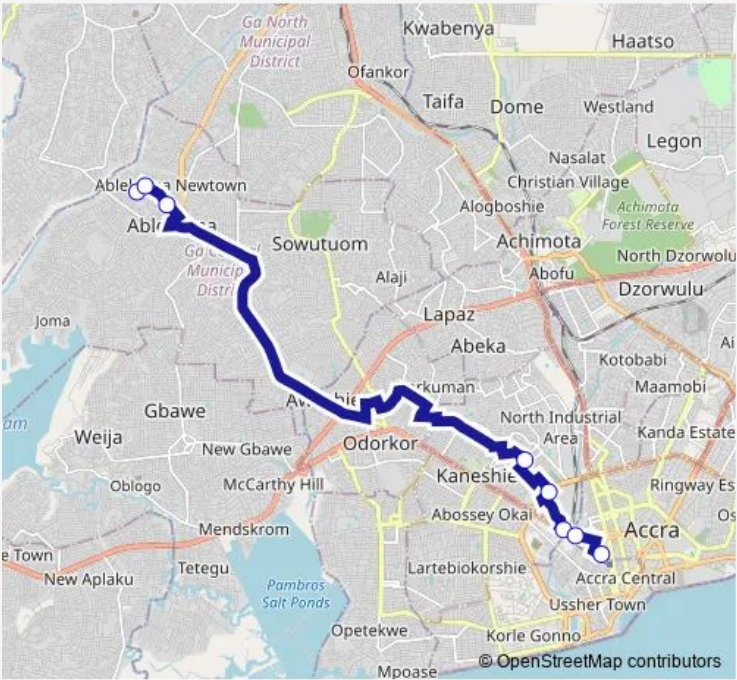 Ga North
Municipal
District
Kwabenya
Haatso
Ofankor
Taifa
Dome
Westland
Legon
Nasalat
Christian Village
Newtown
Alogboshie
Achimota
Forest Reserve
Sowutuom
Achimota
North Dzorwolu
Abofu
Alaji
Dzorwulu
Joma
Lapaz
Abeka
Kotobabi
Maamobi
Gbawe
North Industrial
Area
Kanda Estate
Weija
New Gbawe
Odorkor
Kaneshie
McCarthy Hill
Oblogo
Ringway Es
Abossey Okai
Accra
Mendskrom
e Town
New Aplaku
Tetegu
Lartebiokorshie
Accra Central
Pambros
Salt Ponds
Ussher Town
Opetekwe
Korle Gonno
Mpoase
© OpenStreetMap contributors